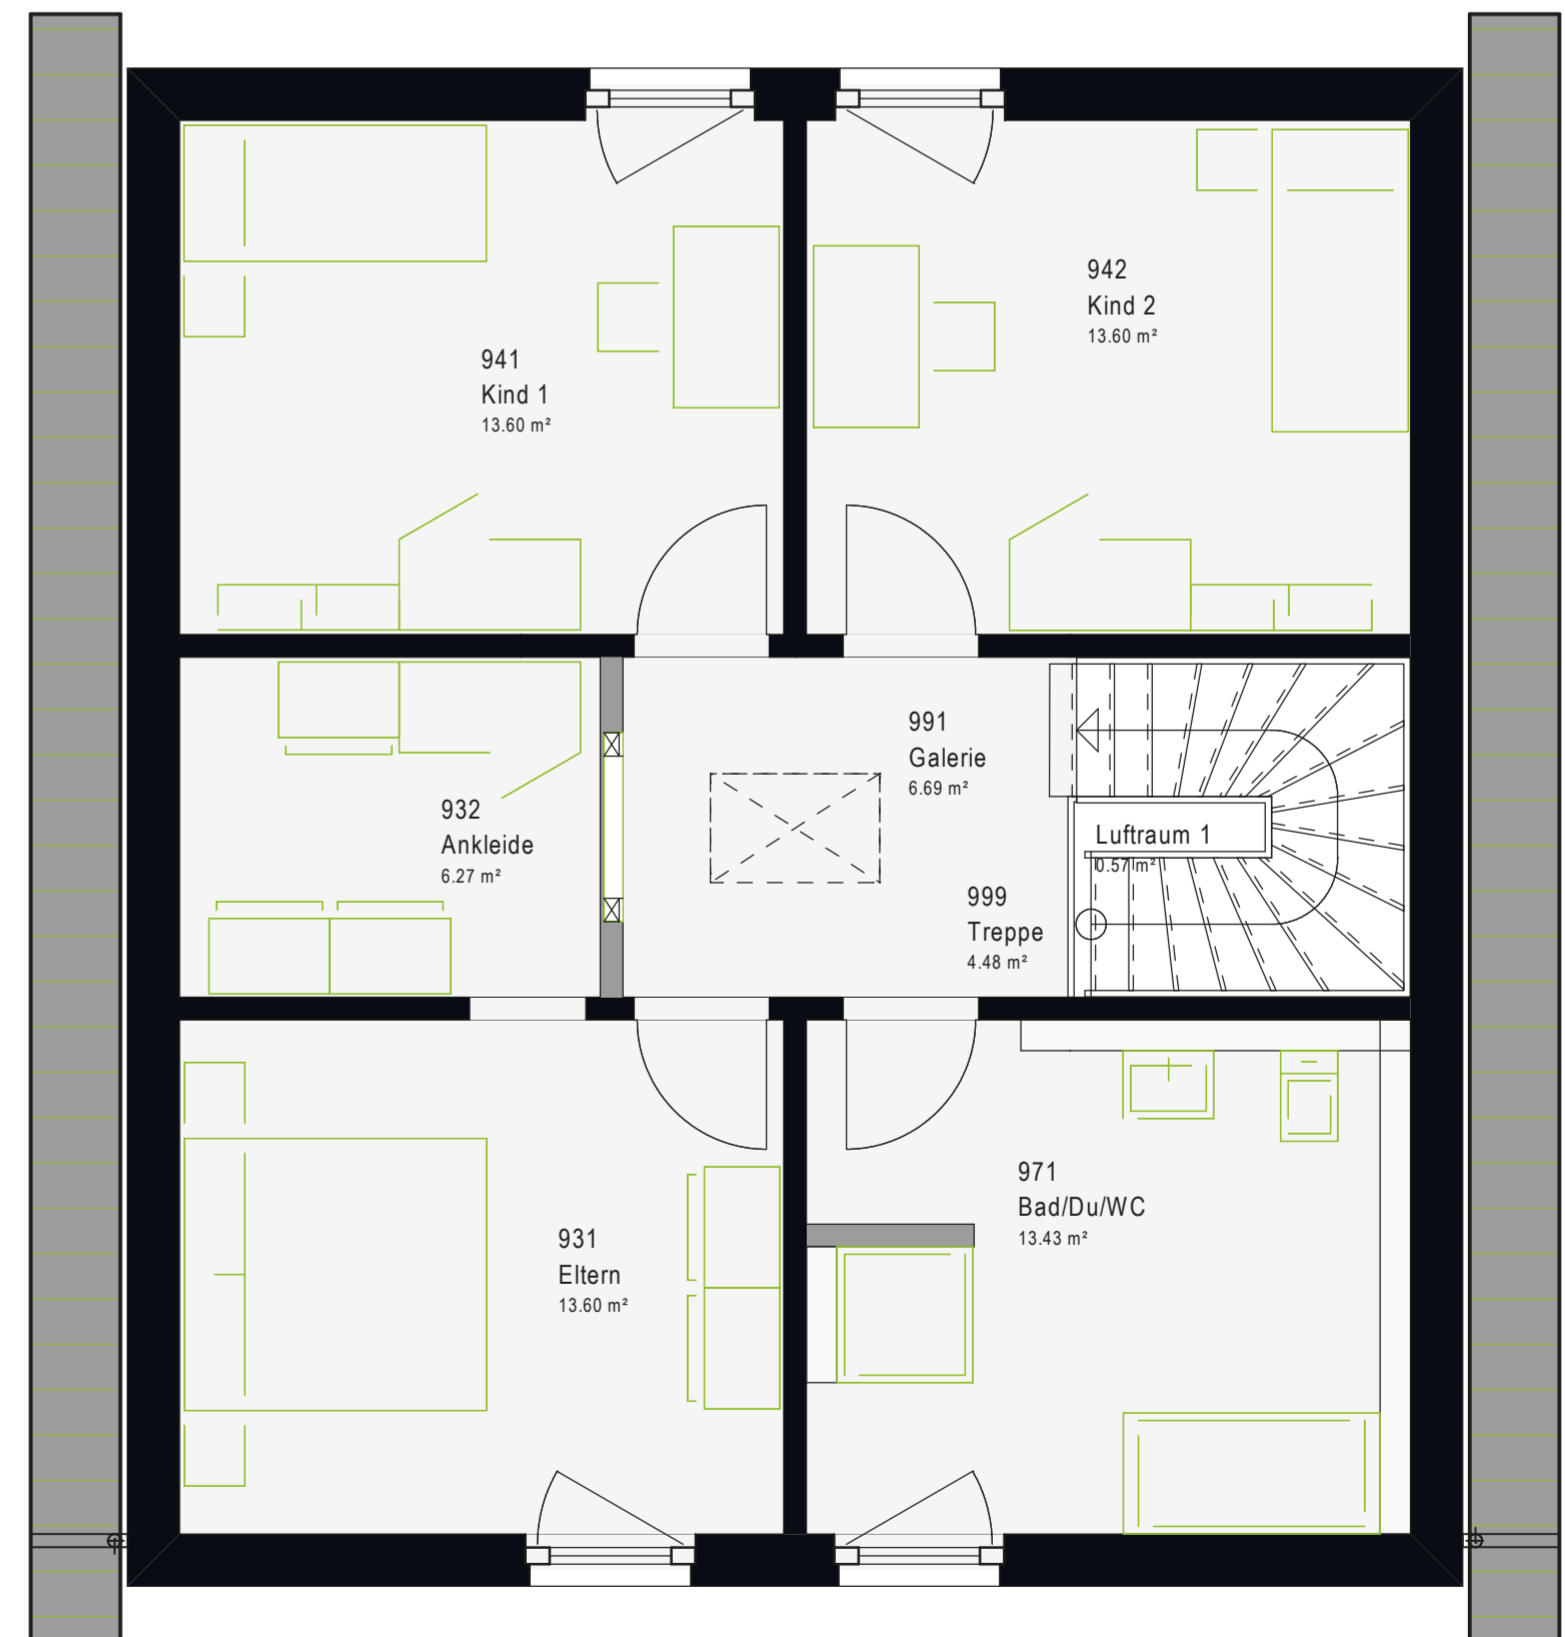 942
Kind 2
13.60 m²
941
Kind 1
13.60 m²
991
Galerie
6.69 m²
932
Ankleide
6.27 m²
Luftraum 1
0.57 m²
999
Treppe
4.48 m²
971
Bad/Du/WC
13.43 m²
931
Eltern
13.60 m²